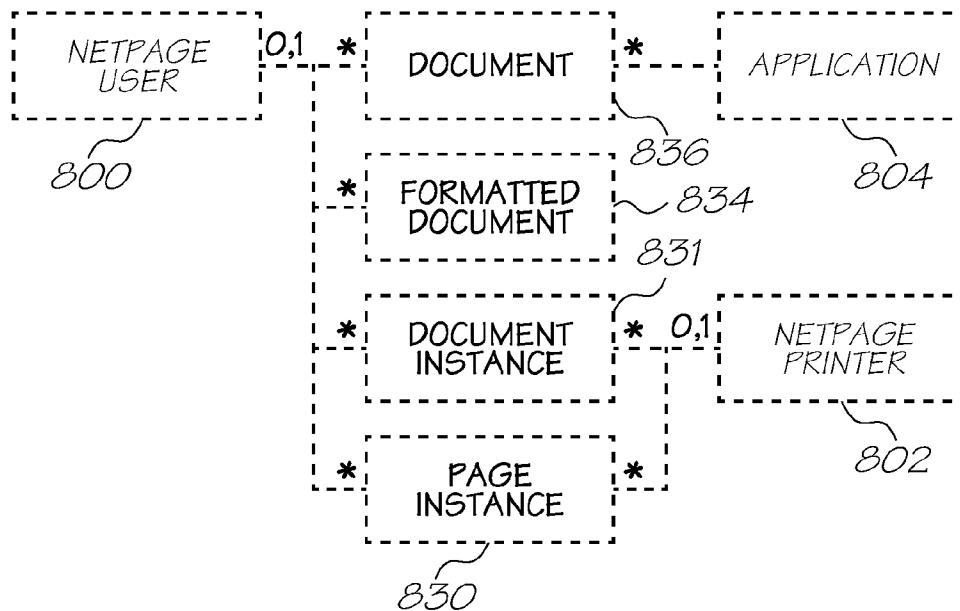 NETPAGE
USER
0,1
*
DOCUMENT
*
APPLICATION
800
836
804
*
FORMATTED
DOCUMENT
834
831
*
DOCUMENT
INSTANCE
*
0,1
NETPAGE
PRINTER
802
*
PAGE
INSTANCE
*
830